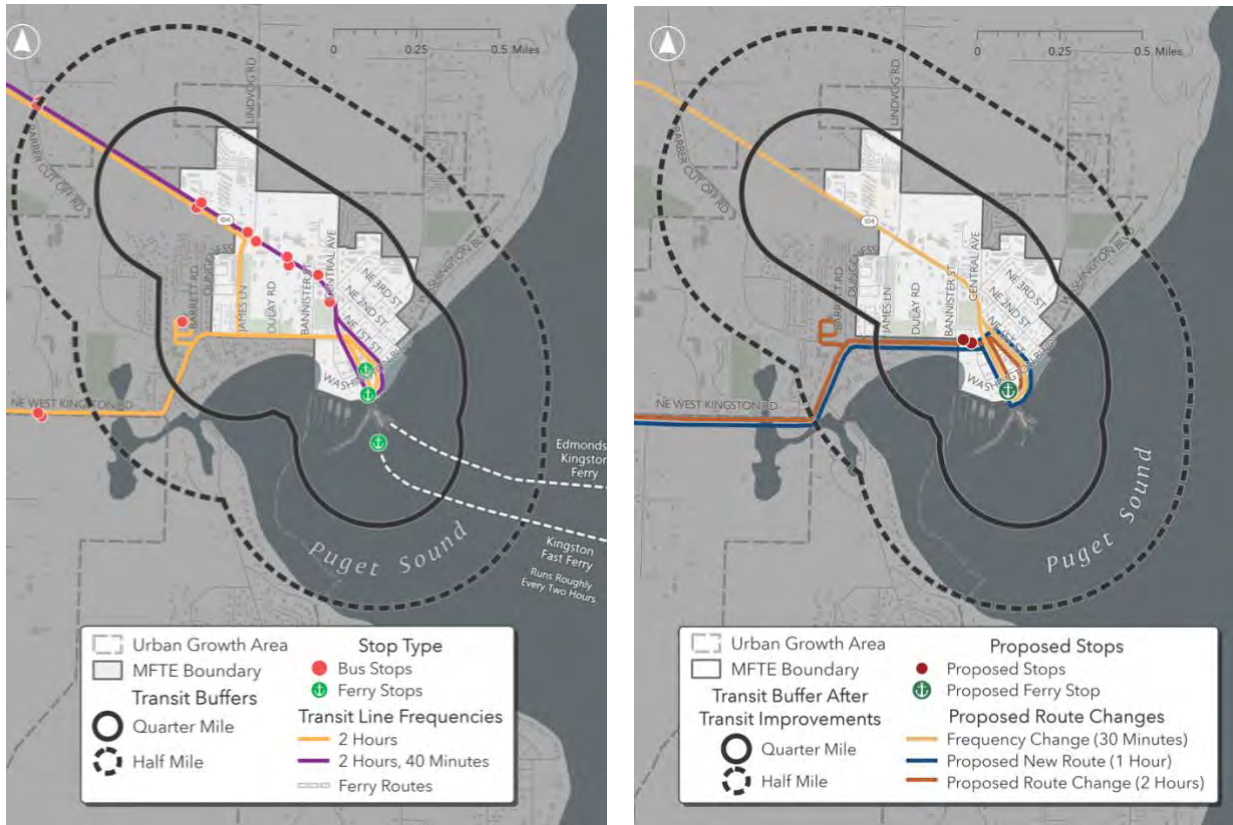 0 0.25 0.5 Miles
LINDVOG RD
BARBER CUT OFF RD
104
BARRETT RD
JAMES LN
DULAY RD
BANNISTER ST
CENTRAL AVE
NE 3RD ST
NE 2ND ST
NE 1ST ST
WASHINGTON BLVD
NE WEST KINGSTON RD
Edmonds
Kingston
Ferry
Kingston
Fast Ferry
Runs Roughly
Every Two Hours
Puget Sound
Urban Growth Area
MFTE Boundary
Transit Buffers
Quarter Mile
Half Mile
Stop Type
Bus Stops
Ferry Stops
Transit Line Frequencies
2 Hours
2 Hours, 40 Minutes
Ferry Routes
0 0.25 0.5 Miles
LINDVOG RD
BARBER CUT OFF RD
104
BARRETT RD
JAMES LN
DULAY RD
BANNISTER ST
CENTRAL AVE
NE 3RD ST
NE 2ND ST
NE 1ST ST
WASHINGTON BLVD
NE WEST KINGSTON RD
Puget Sound
Urban Growth Area
MFTE Boundary
Transit Buffer After
Transit Improvements
Quarter Mile
Half Mile
Proposed Stops
Proposed Stops
Proposed Ferry Stop
Proposed Route Changes
Frequency Change (30 Minutes)
Proposed New Route (1 Hour)
Proposed Route Change (2 Hours)